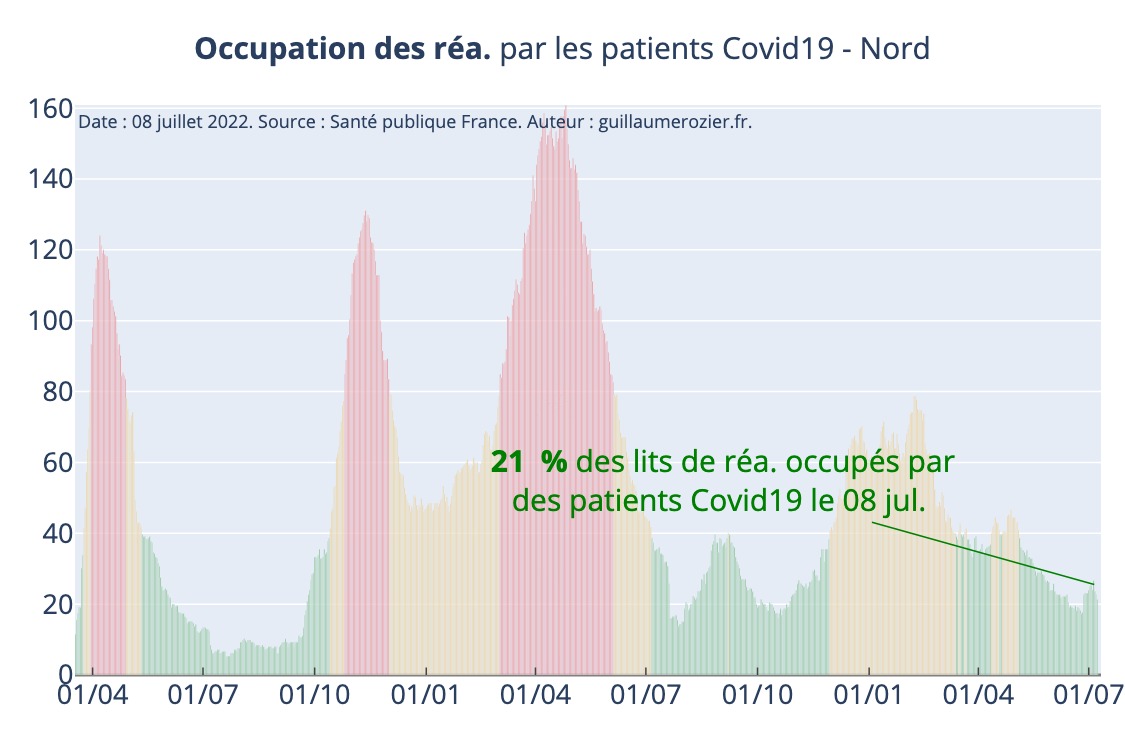 Occupation des réa. par les patients Covid19 - Nord
160
Date : 08 juillet 2022. Source : Santé publique France. Auteur : guillaumerozier.fr.
140
120
100
80
60
21 % des lits de réa. occupés par
des patients Covid19 le 08 jul.
40
20
0
01/04 01/07 01/10 01/01 01/04 01/07 01/10 01/01 01/04 01/07